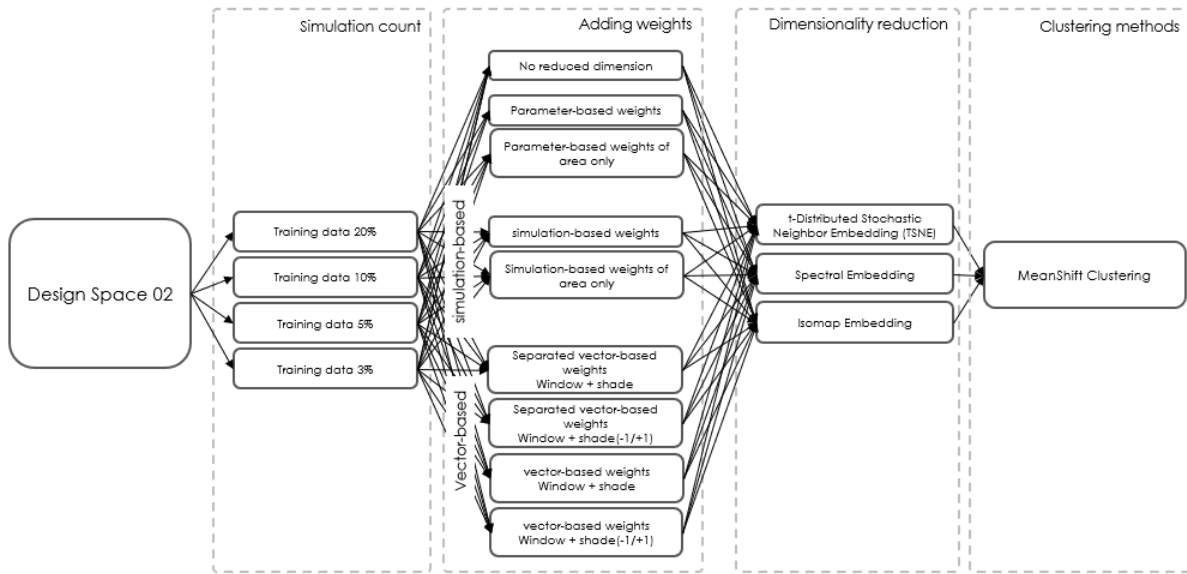 Simulation count
Adding weights
Dimensionality reduction
Clustering methods
Design Space 02
Training data 20%
Training data 10%
Training data 5%
Training data 3%
simulation-based
Vector-based
No reduced dimension
Parameter-based weights
Parameter-based weights of
area only
simulation-based weights
Simulation-based weights of
area only
Separated vector-based
weights
Window + shade
Separated vector-based
weights
Window + shade(-1/+1)
vector-based weights
Window + shade
vector-based weights
Window + shade(-1/+1)
t-Distributed Stochastic
Neighbor Embedding (TSNE)
Spectral Embedding
Isomap Embedding
MeanShift Clustering